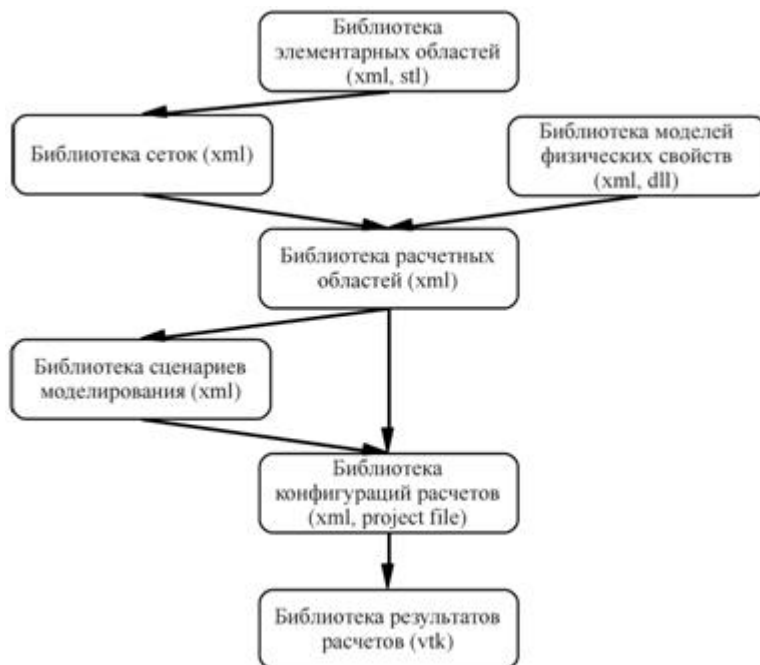 Библиотека
элементарных областей
(xml, stl)
Библиотека сеток (xml)
Библиотека моделей
физических свойств
(xml, dll)
Библиотека расчетных
областей (xml)
Библиотека сценариев
моделирования (xml)
Библиотека
конфигураций расчетов
(xml, project file)
Библиотека результатов
расчетов (vtk)